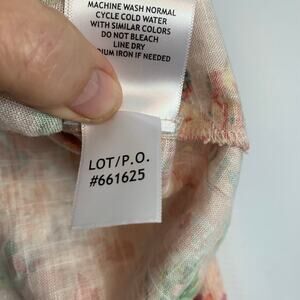 MACHINE WASH NORMAL
CYCLE COLD WATER
WITH SIMILAR COLORS
DO NOT BLEACH
LINE DRY
IRON IF NEEDED
LOT/P.O.
#661625